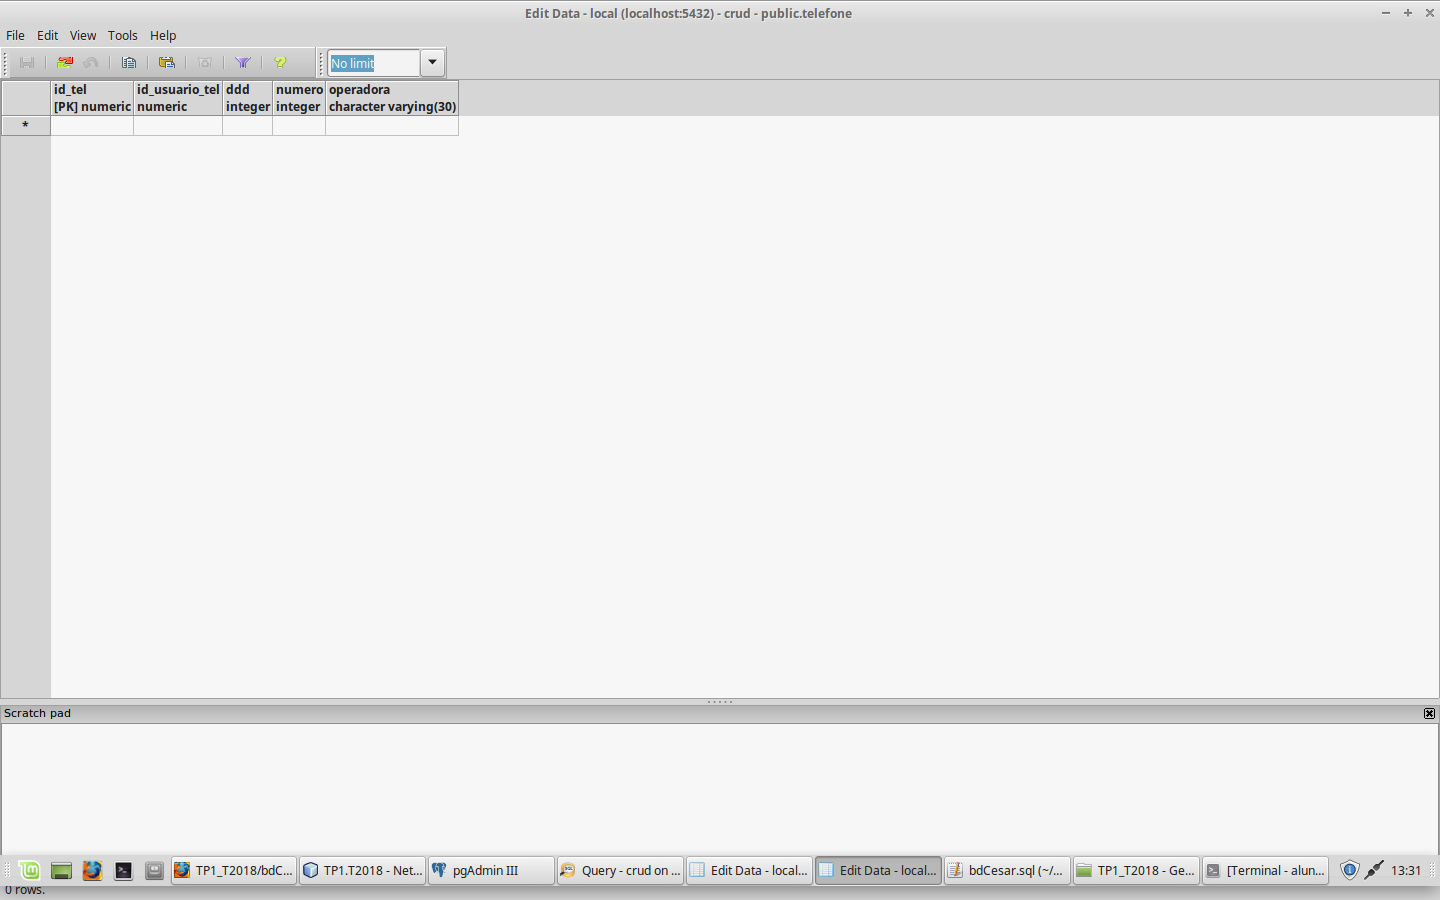 Edit Data - local (localhost:5432) - crud - public.telefone
File Edit View Tools Help
No limit
id_tel id_usuario_tel ddd numero operadora
[PK] numeric numeric integer integer character varying(30)
*
Scratch pad
TP1_T2018/bdC... TP1.T2018 - Net... pgAdmin III Query - crud on ... Edit Data - local... Edit Data - local... bdCesar.sql (~/... TP1_T2018 - Ge... [Terminal - alun... 13:31
0 rows.